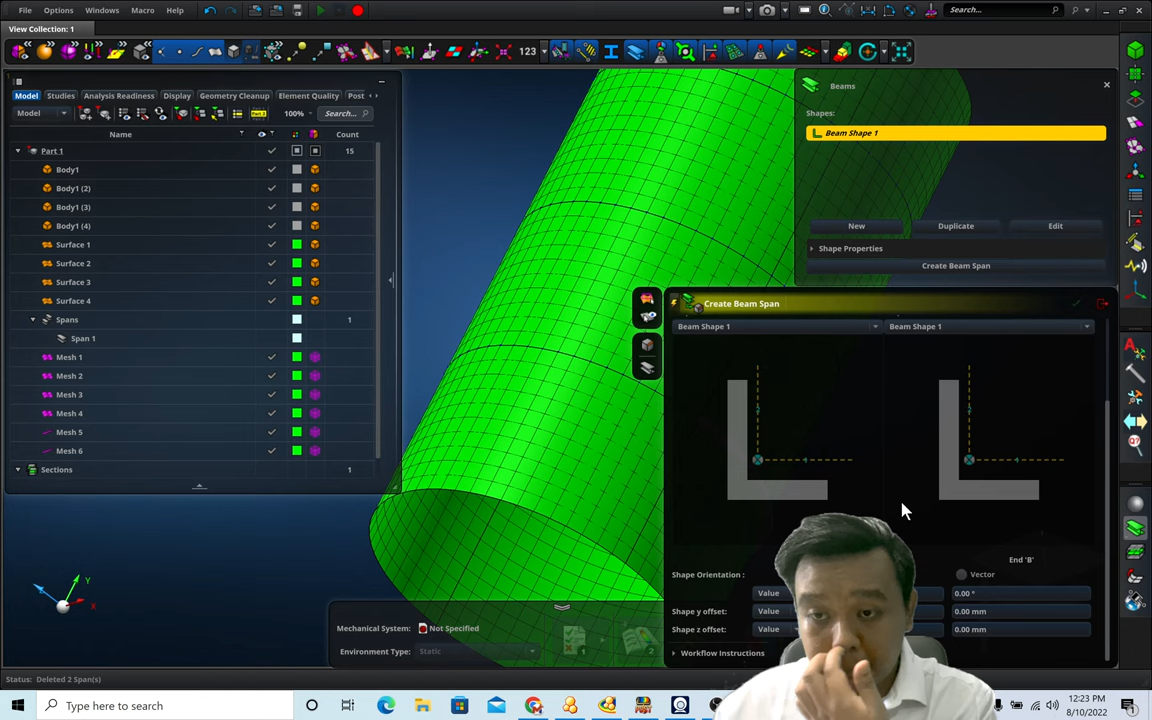 File
Options
Windows
Macro
Help
Search...
View Collection: 1
123
Model
Studies
Analysis Readiness
Display
Geometry Cleanup
Element Quality
Post
Model
100%
Search...
Name
Count
Part 1
15
Body1
Body1 (2)
Body1 (3)
Body1 (4)
Surface 1
Surface 2
Surface 3
Surface 4
Spans
1
Span 1
Mesh 1
Mesh 2
Mesh 3
Mesh 4
Mesh 5
Mesh 6
Sections
1
Beams
Shapes:
Beam Shape 1
New
Duplicate
Edit
Shape Properties
Create Beam Span
Create Beam Span
Beam Shape 1
Beam Shape 1
End 'B'
Shape Orientation :
Vector
Value
0.00 °
Shape y offset:
Value
0.00 mm
Shape z offset:
Value
0.00 mm
Workflow Instructions
Mechanical System:
Not Specified
Environment Type:
Static
1
2
Status: Deleted 2 Span(s)
Type here to search
12:23 PM
8/10/2022
Y
X